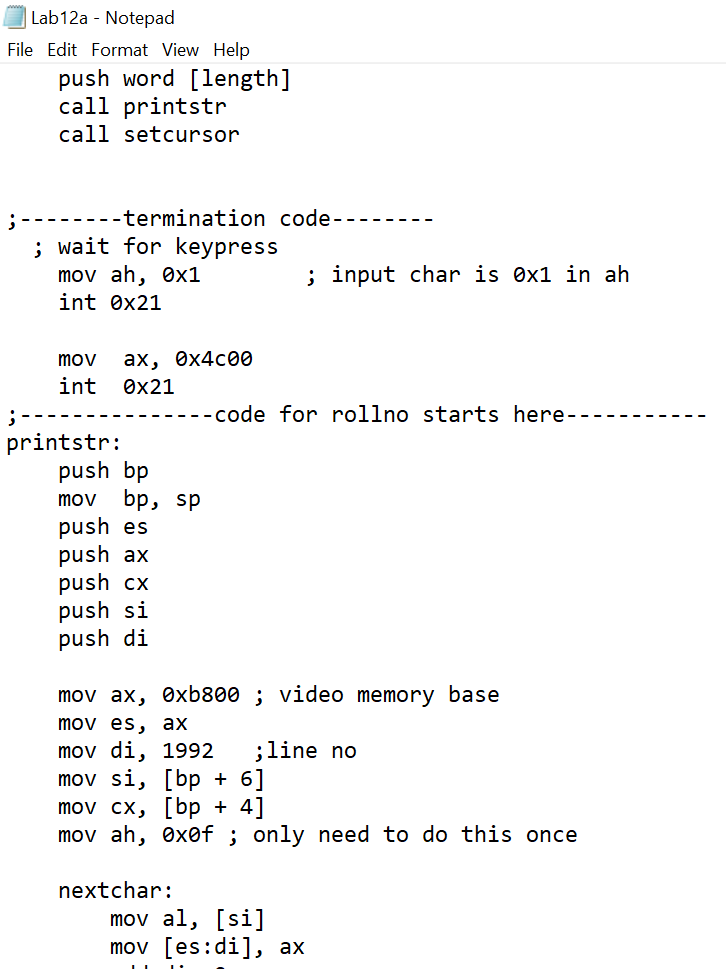 Lab12a - Notepad
File Edit Format View Help
    push word [length]
    call printstr
    call setcursor


;--------termination code--------
  ; wait for keypress
    mov ah, 0x1        ; input char is 0x1 in ah
    int 0x21

    mov  ax, 0x4c00
    int  0x21
;---------------code for rollno starts here-----------
printstr:
    push bp
    mov  bp, sp
    push es
    push ax
    push cx
    push si
    push di

    mov ax, 0xb800 ; video memory base
    mov es, ax
    mov di, 1992   ;line no
    mov si, [bp + 6]
    mov cx, [bp + 4]
    mov ah, 0x0f ; only need to do this once

    nextchar:
        mov al, [si]
        mov [es:di], ax